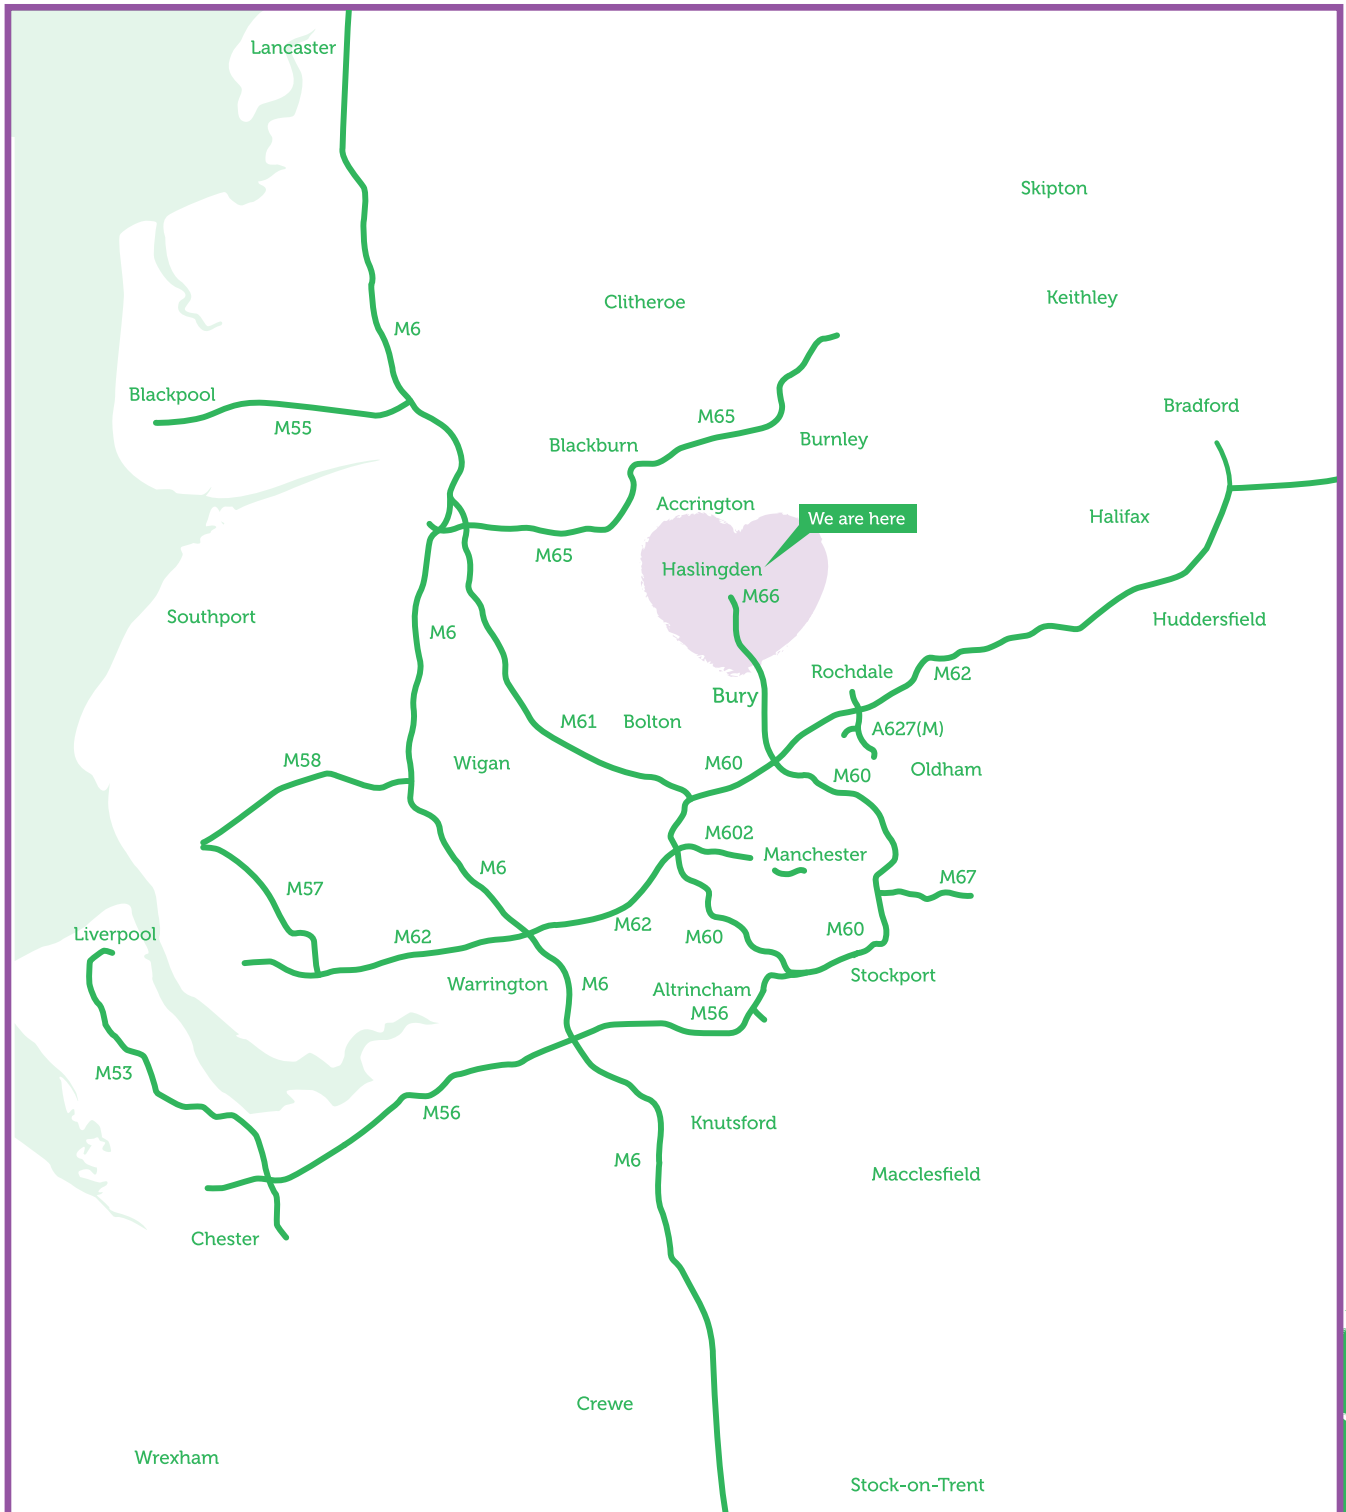 Lancaster
Skipton
Keithley
Clitheroe
M6
Blackpool
Bradford
M65
M55
Burnley
Blackburn
Accrington
Halifax
We are here
M65
Haslingden
M66
Southport
Huddersfield
M6
Rochdale
M62
Bury
M61
Bolton
A627(M)
M58
Wigan
M60
Oldham
M60
M602
Manchester
M6
M67
M57
M62
M60
Liverpool
M62
M60
Stockport
Warrington
M6
Altrincham
M56
M53
M56
Knutsford
M6
Macclesfield
Chester
Crewe
Wrexham
Stock-on-Trent